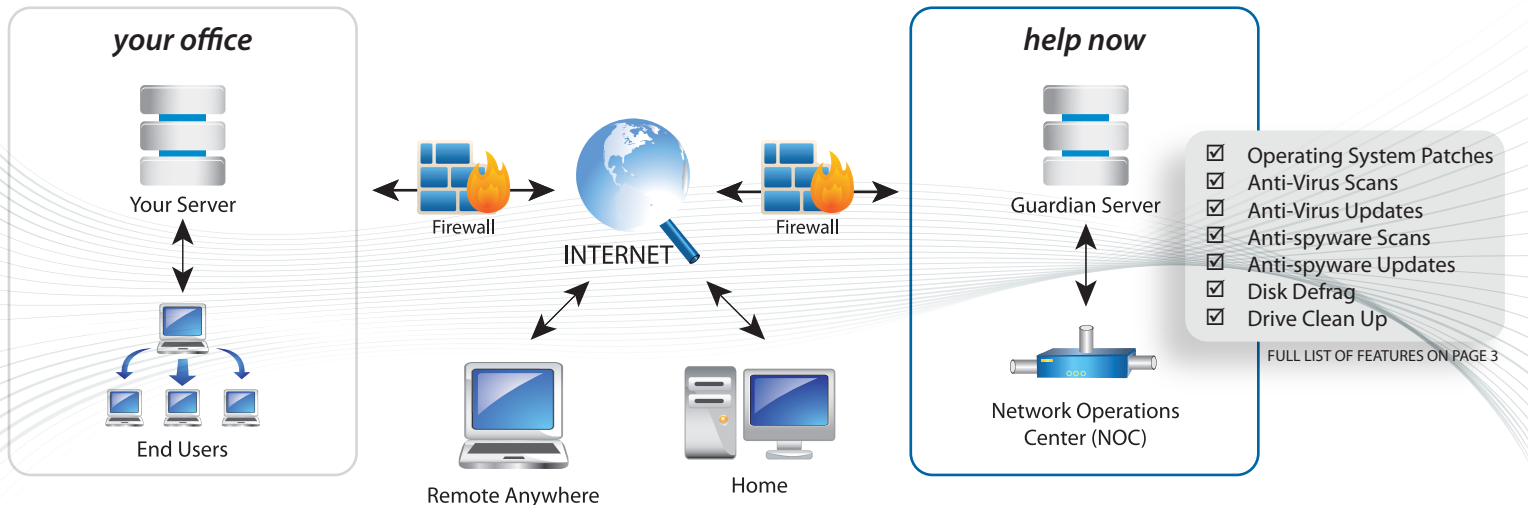 your office
Your Server
End Users
Firewall
INTERNET
Firewall
Remote Anywhere
Home
help now
Guardian Server
Network Operations
Center (NOC)
☑ Operating System Patches
☑ Anti-Virus Scans
☑ Anti-Virus Updates
☑ Anti-spyware Scans
☑ Anti-spyware Updates
☑ Disk Defrag
☑ Drive Clean Up
FULL LIST OF FEATURES ON PAGE 3